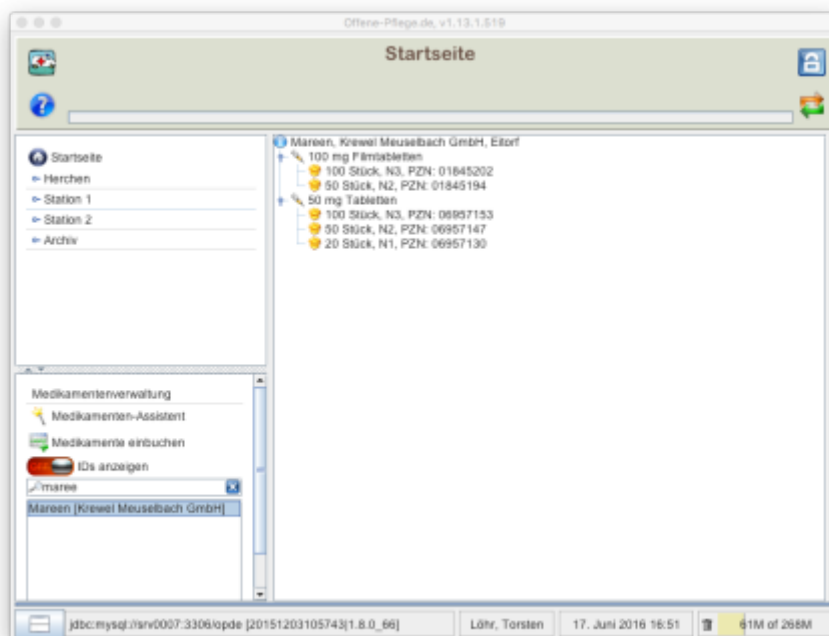 Offene-Pflege.de, v1.13.1.519
Startseite
Startseite
Herchen
Station 1
Station 2
Archiv
Mareen, Krewel Meuselbach GmbH, Eitorf
100 mg Filmtabletten
100 Stück, N3, PZN: 01845202
50 Stück, N2, PZN: 01845194
50 mg Tabletten
100 Stück, N3, PZN: 06957153
50 Stück, N2, PZN: 06957147
20 Stück, N1, PZN: 06957130
Medikamentenverwaltung
Medikamenten-Assistent
Medikamente einbuchen
IDs anzeigen
maree
Mareen [Krewel Meuselbach GmbH]
jdbc:mysql://srv0007:3306/opde [20151203105743|1.8.0_66]
Löhr, Torsten
17. Juni 2016 16:51
61M of 268M